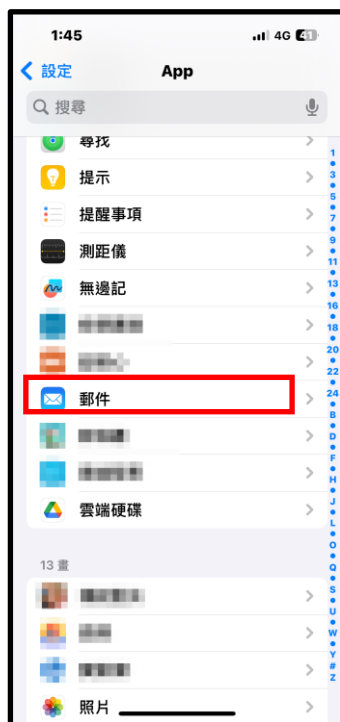 1:45 4G 41
設定 App
搜尋
尋找
提示
提醒事項
測距儀
無邊記
郵件
雲端硬碟
13 畫
照片
1
3
5
7
9
11
13
16
18
20
22
24
B
D
F
H
J
L
O
Q
S
U
W
Y
#
Z